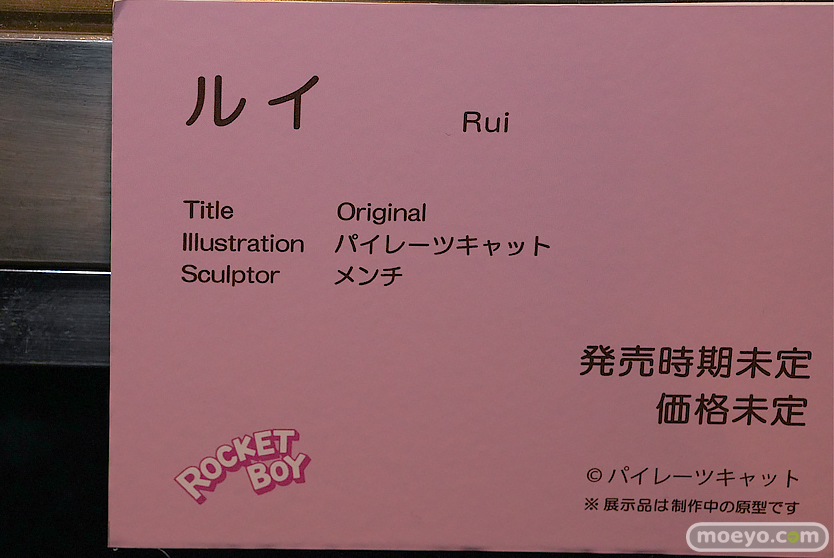 ルイ Rui
Title Original
Illustration パイレーツキャット
Sculptor メンチ
発売時期未定
価格未定
ROCKET
BOY
© パイレーツキャット
※ 展示品は制作中の原型です
moeyo.com